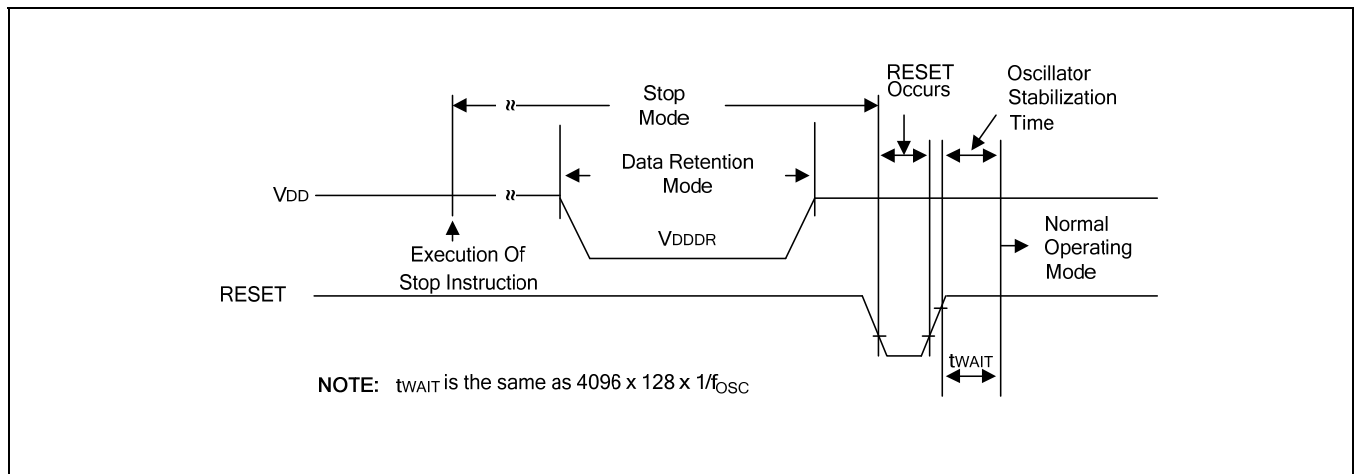 RESET
Occurs
Oscillator
Stabilization
Time
Stop
Mode
Data Retention
Mode
VDD
VDDDR
Execution Of
Stop Instruction
Normal
Operating
Mode
RESET
tWAIT
NOTE: tWAIT is the same as 4096 x 128 x 1/fOSC